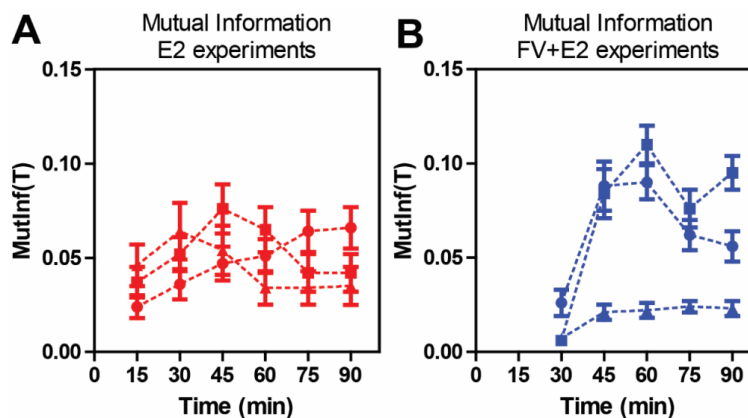 A
Mutual Information
E2 experiments
MutInf(T)
0.15
0.10
0.05
0.00
0 15 30 45 60 75 90
Time (min)
B
Mutual Information
FV+E2 experiments
MutInf(T)
0.15
0.10
0.05
0.00
0 15 30 45 60 75 90
Time (min)